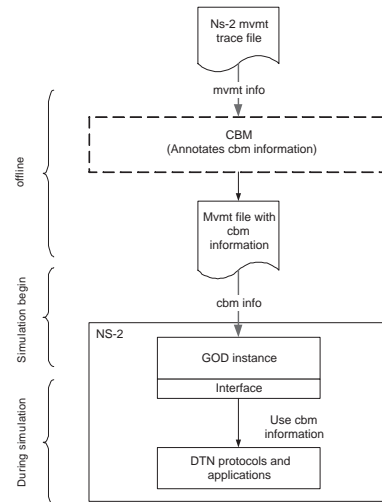 Ns-2 mvmt
trace file
mvmt info
offline
CBM
(Annotates cbm information)
Mvmt file with
cbm
information
Simulation begin
cbm info
NS-2
GOD instance
Interface
During simulation
Use cbm
information
DTN protocols and
applications